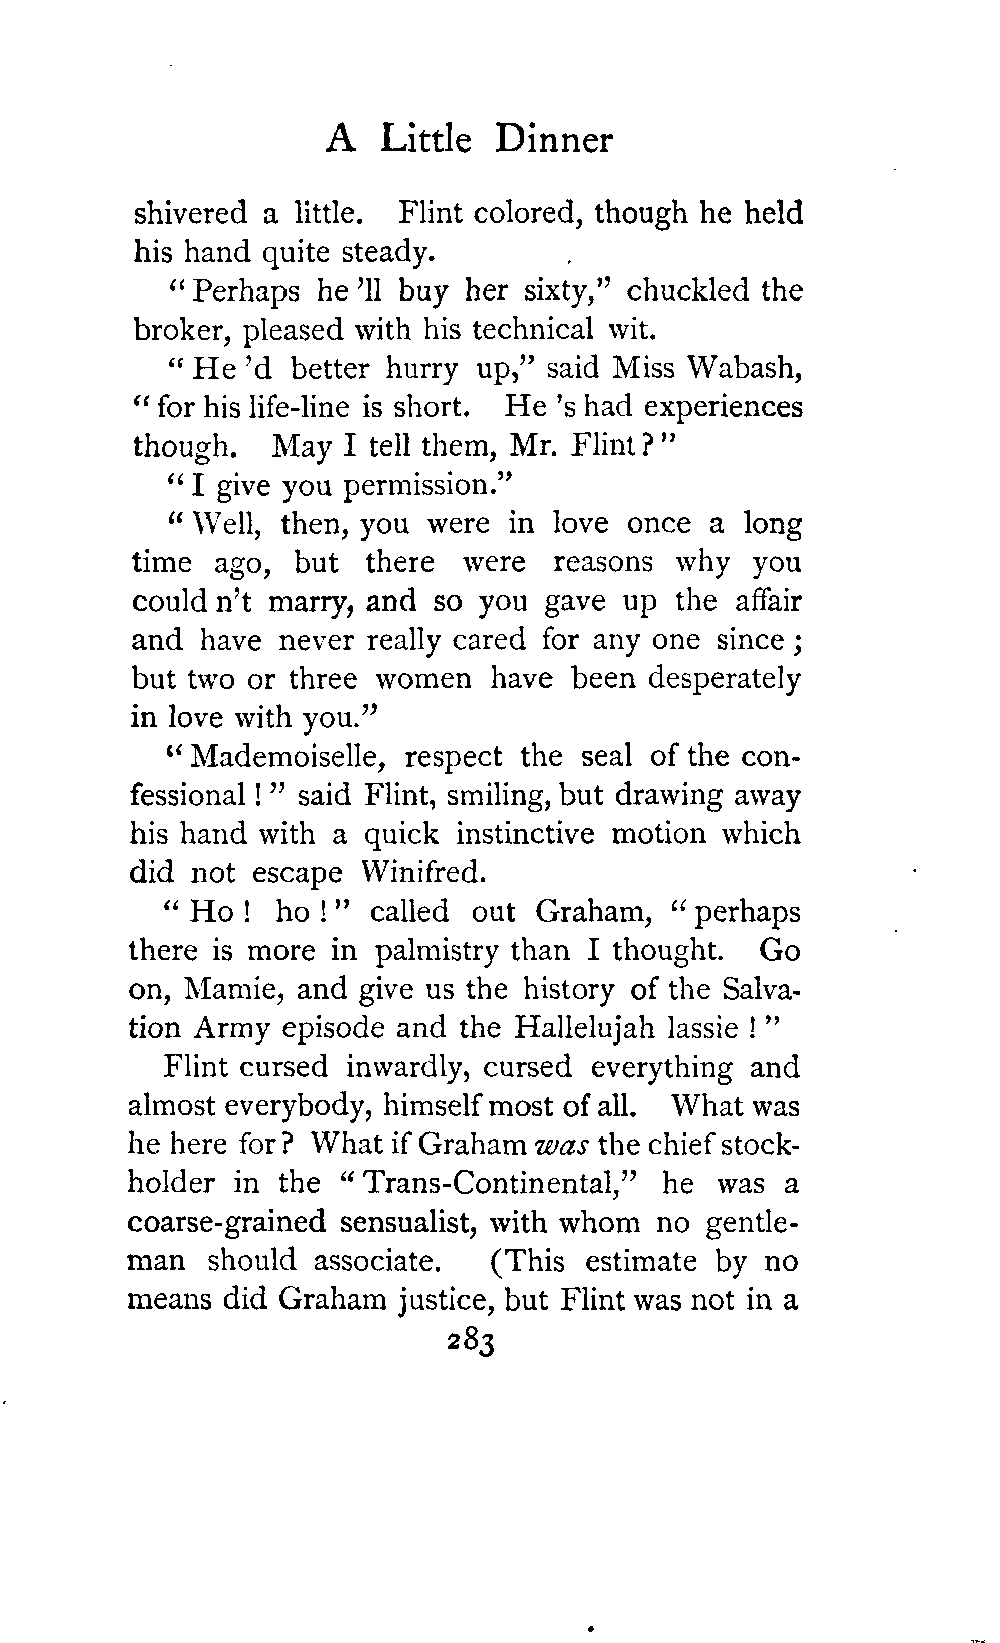 A Little Dinner
shivered a little. Flint colored, though he held
his hand quite steady.
“ Perhaps he 'll buy her sixty,” chuckled the
broker, pleased with his technical wit.
“ He 'd better hurry up,” said Miss Wabash,
“ for his life-line is short. He 's had experiences
though. May I tell them, Mr. Flint ? ”
“ I give you permission.”
“ Well, then, you were in love once a long
time ago, but there were reasons why you
could n't marry, and so you gave up the affair
and have never really cared for any one since ;
but two or three women have been desperately
in love with you.”
“ Mademoiselle, respect the seal of the con-
fessional ! ” said Flint, smiling, but drawing away
his hand with a quick instinctive motion which
did not escape Winifred.
“ Ho ! ho ! ” called out Graham, “ perhaps
there is more in palmistry than I thought. Go
on, Mamie, and give us the history of the Salva-
tion Army episode and the Hallelujah lassie ! ”
Flint cursed inwardly, cursed everything and
almost everybody, himself most of all. What was
he here for ? What if Graham was the chief stock-
holder in the “ Trans-Continental,” he was a
coarse-grained sensualist, with whom no gentle-
man should associate. (This estimate by no
means did Graham justice, but Flint was not in a
283